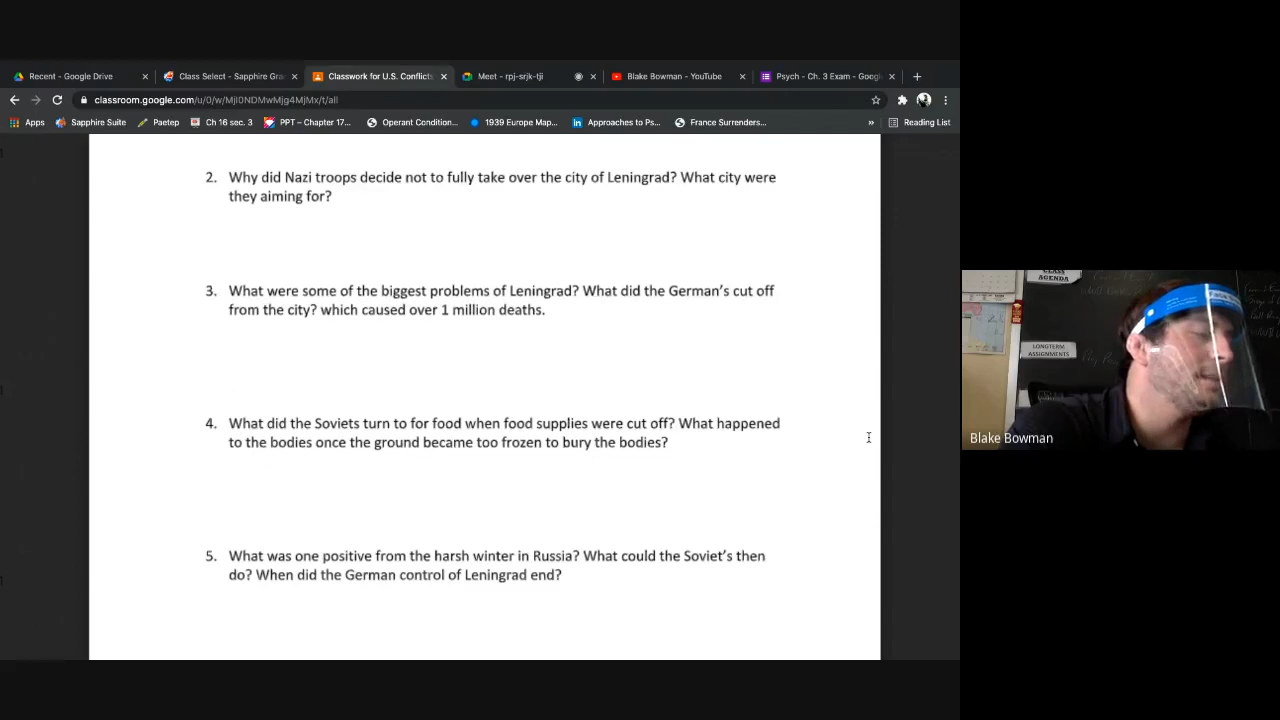 Recent - Google Drive
Class Select - Sapphire Gra
Classwork for U.S. Conflicts
Meet - rpj-srjk-tji
Blake Bowman - YouTube
Psych - Ch. 3 Exam - Googl
classroom.google.com/u/0/w/MjI0NDMwMjg4MjMx/t/all
Apps
Sapphire Suite
Paetep
Ch 16 sec. 3
PPT – Chapter 17...
Operant Condition...
1939 Europe Map...
Approaches to Ps...
France Surrenders...
»
Reading List
2. Why did Nazi troops decide not to fully take over the city of Leningrad? What city were
they aiming for?
3. What were some of the biggest problems of Leningrad? What did the German's cut off
from the city? which caused over 1 million deaths.
4. What did the Soviets turn to for food when food supplies were cut off? What happened
to the bodies once the ground became too frozen to bury the bodies?
5. What was one positive from the harsh winter in Russia? What could the Soviet's then
do? When did the German control of Leningrad end?
CLASS
AGENDA
LONGTERM
ASSIGNMENTS
Blake Bowman